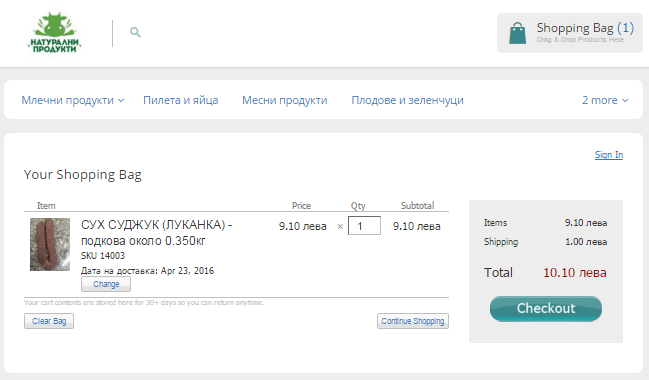 НАТУРАЛНИ
ПРОДУКТИ
Shopping Bag (1)
Drag & Drop Products Here
Млечни продукти
Пилета и яйца
Месни продукти
Плодове и зеленчуци
2 more
Sign In
Your Shopping Bag
Item Price Qty Subtotal
СУХ СУДЖУК (ЛУКАНКА) - 9.10 лева × 1 9.10 лева
подкова около 0.350кг
SKU 14003
Дата на доставка: Apr 23, 2016
Change
Your cart contents are stored here for 30+ days so you can return anytime.
Clear Bag
Continue Shopping
Items 9.10 лева
Shipping 1.00 лева
Total 10.10 лева
Checkout